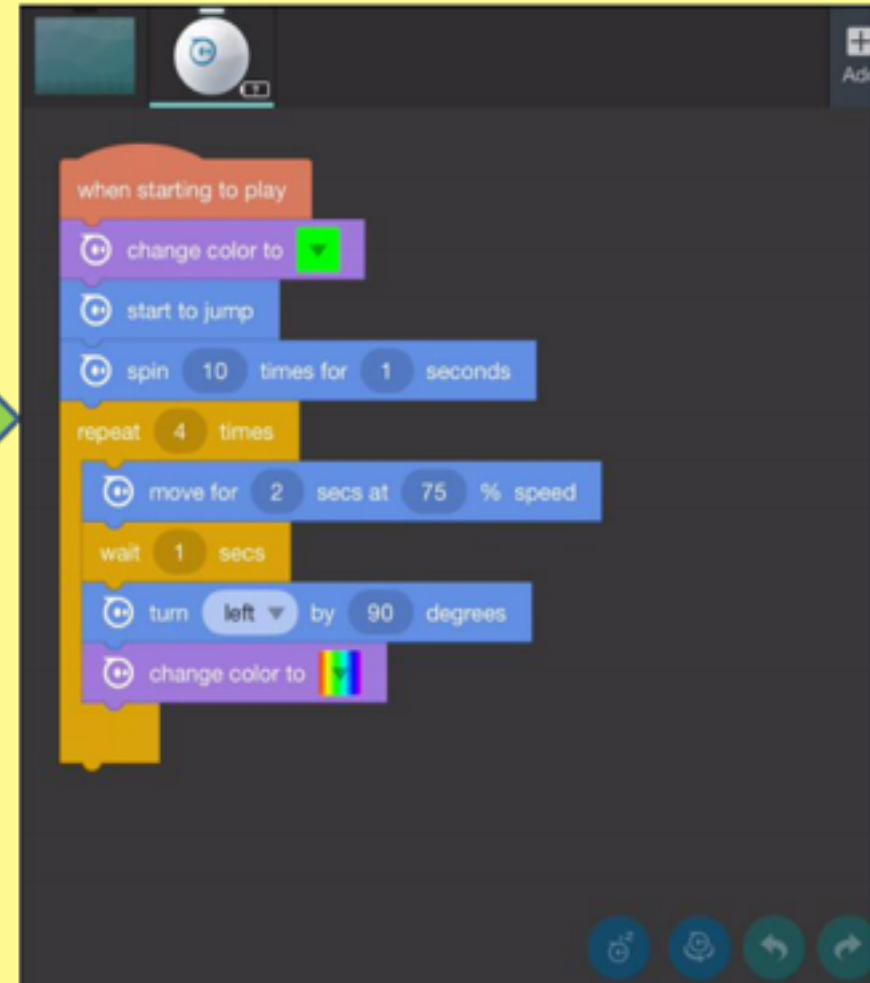 Add
when starting to play
change color to
start to jump
spin 10 times for 1 seconds
repeat 4 times
move for 2 secs at 75 % speed
wait 1 secs
turn left by 90 degrees
change color to